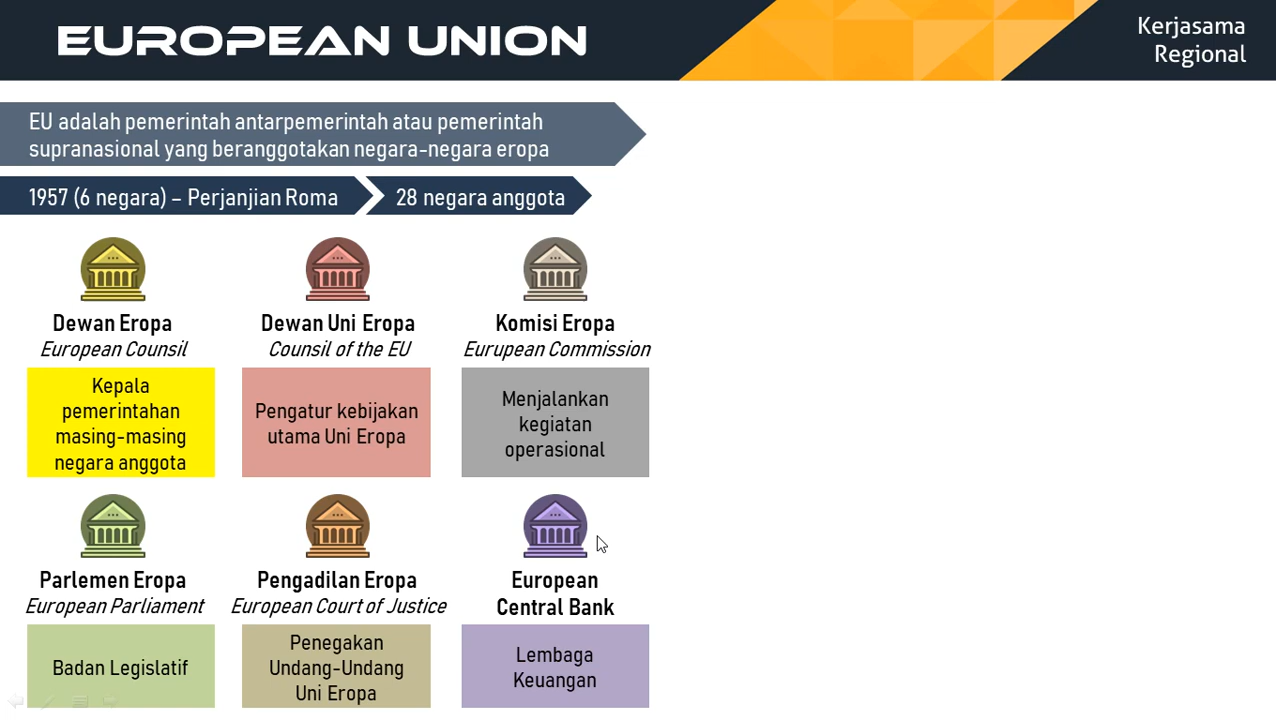 EUROPEAN UNION
Kerjasama
Regional
EU adalah pemerintah antarpemerintah atau pemerintah
supranasional yang beranggotakan negara-negara eropa
1957 (6 negara) – Perjanjian Roma
28 negara anggota
Dewan Eropa
European Counsil
Kepala
pemerintahan
masing-masing
negara anggota
Dewan Uni Eropa
Counsil of the EU
Pengatur kebijakan
utama Uni Eropa
Komisi Eropa
Eurupean Commission
Menjalankan
kegiatan
operasional
Parlemen Eropa
European Parliament
Badan Legislatif
Pengadilan Eropa
European Court of Justice
Penegakan
Undang-Undang
Uni Eropa
European
Central Bank
Lembaga
Keuangan